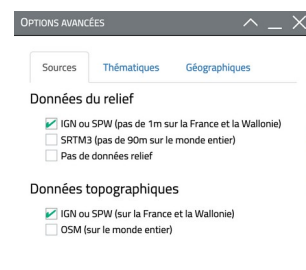 OPTIONS AVANCÉES
Sources Thématiques Géographiques
Données du relief
IGN ou SPW (pas de 1m sur la France et la Wallonie)
SRTM3 (pas de 90m sur le monde entier)
Pas de données relief
Données topographiques
IGN ou SPW (sur la France et la Wallonie)
OSM (sur le monde entier)